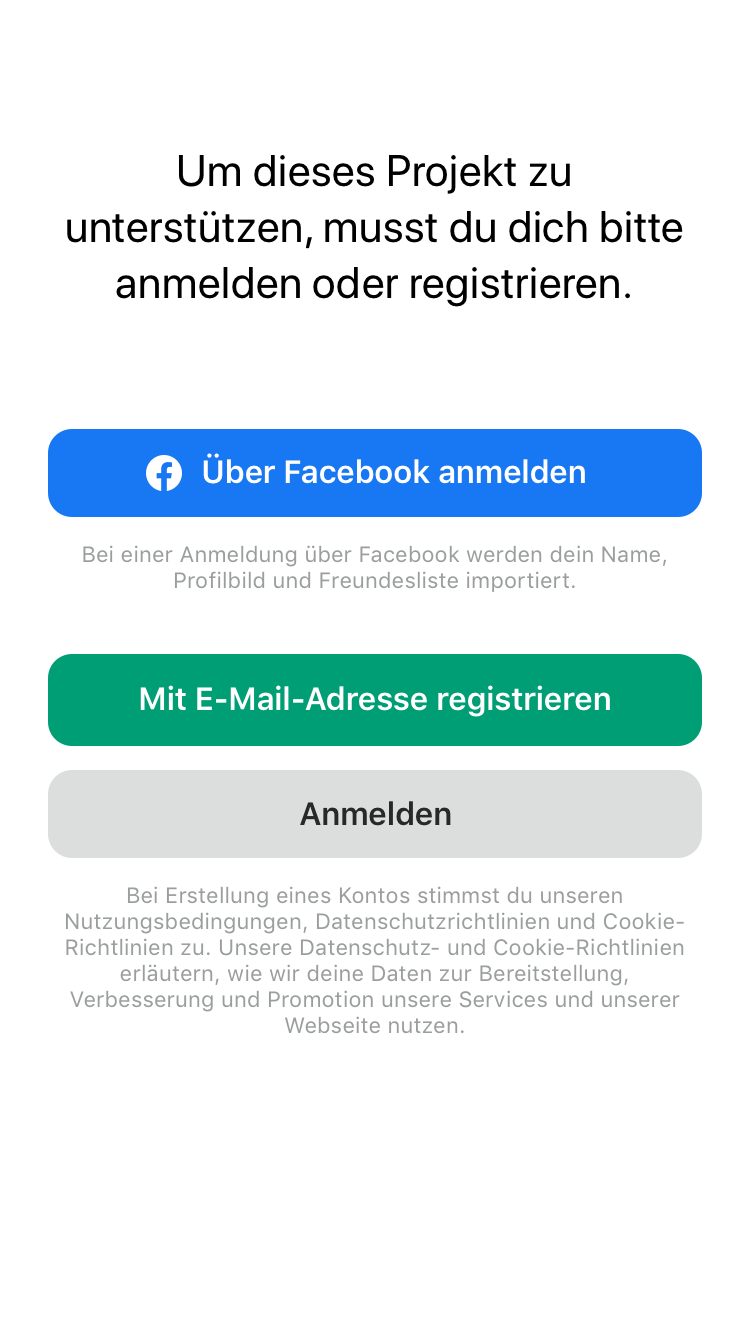 Um dieses Projekt zu
unterstützen, musst du dich bitte
anmelden oder registrieren.
Über Facebook anmelden
Bei einer Anmeldung über Facebook werden dein Name,
Profilbild und Freundesliste importiert.
Mit E-Mail-Adresse registrieren
Anmelden
Bei Erstellung eines Kontos stimmst du unseren
Nutzungsbedingungen, Datenschutzrichtlinien und Cookie-
Richtlinien zu. Unsere Datenschutz- und Cookie-Richtlinien
erläutern, wie wir deine Daten zur Bereitstellung,
Verbesserung und Promotion unsere Services und unserer
Webseite nutzen.